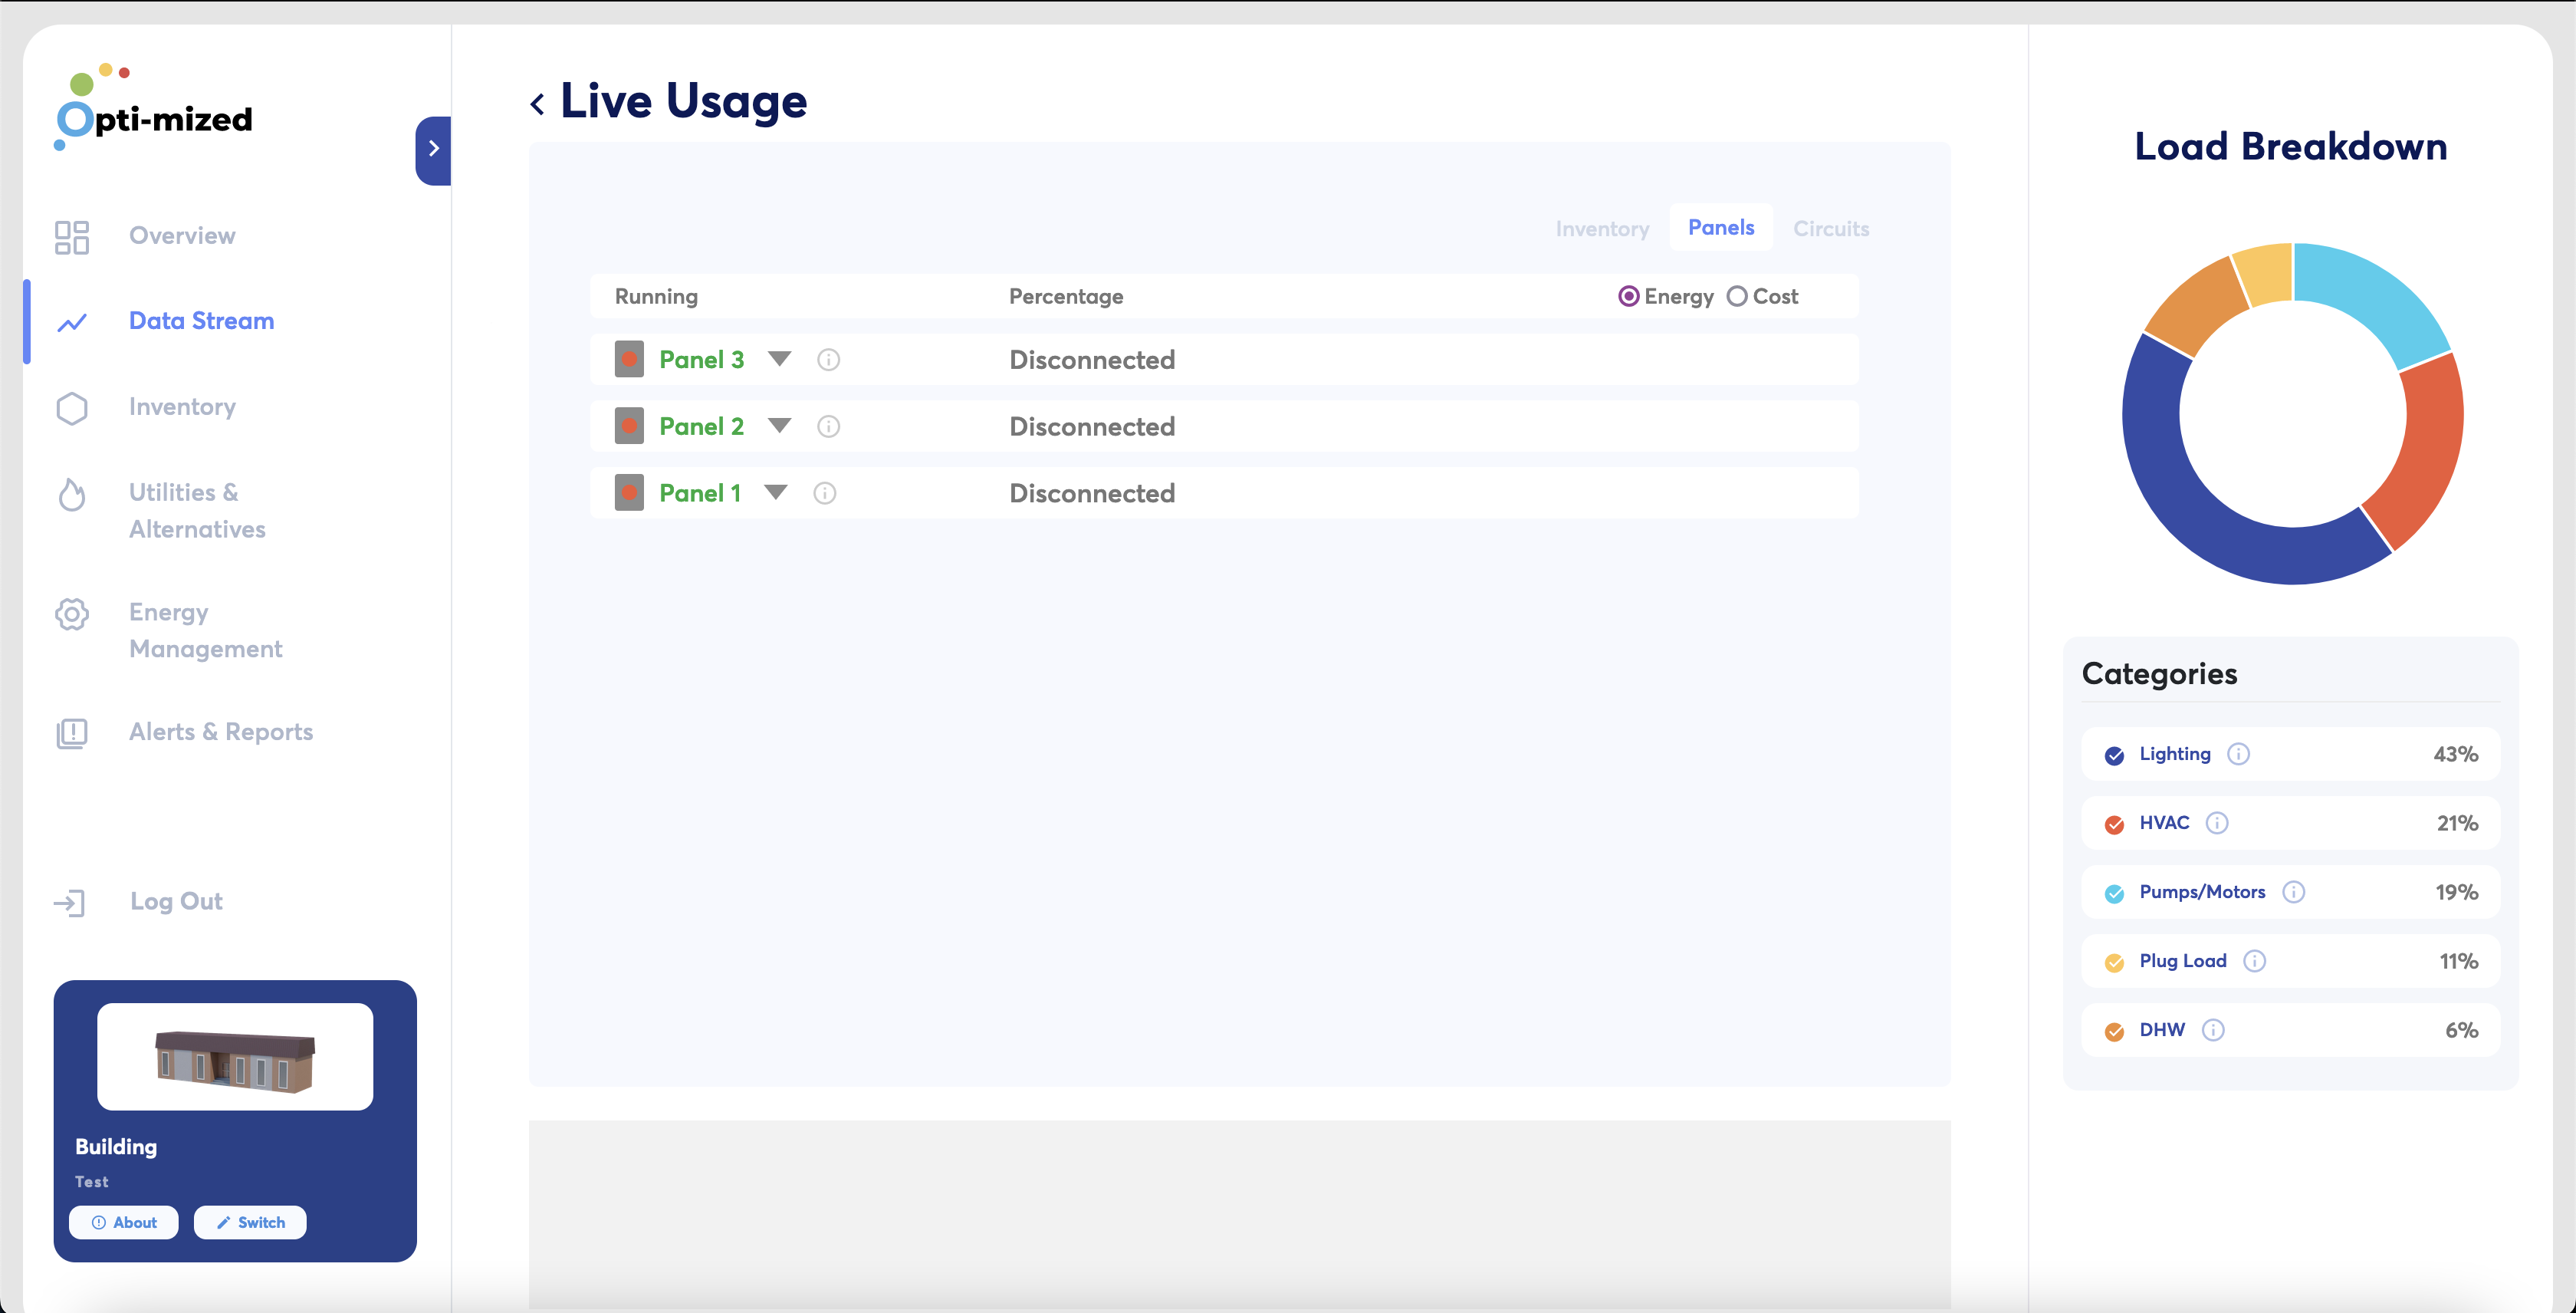 Opti-mized
Overview
Data Stream
Inventory
Utilities &
Alternatives
Energy
Management
Alerts & Reports
Log Out
Building
Test
About
Switch
Live Usage
Inventory
Panels
Circuits
Running
Percentage
Energy
Cost
Panel 3
Disconnected
Panel 2
Disconnected
Panel 1
Disconnected
Load Breakdown
Categories
Lighting
43%
HVAC
21%
Pumps/Motors
19%
Plug Load
11%
DHW
6%